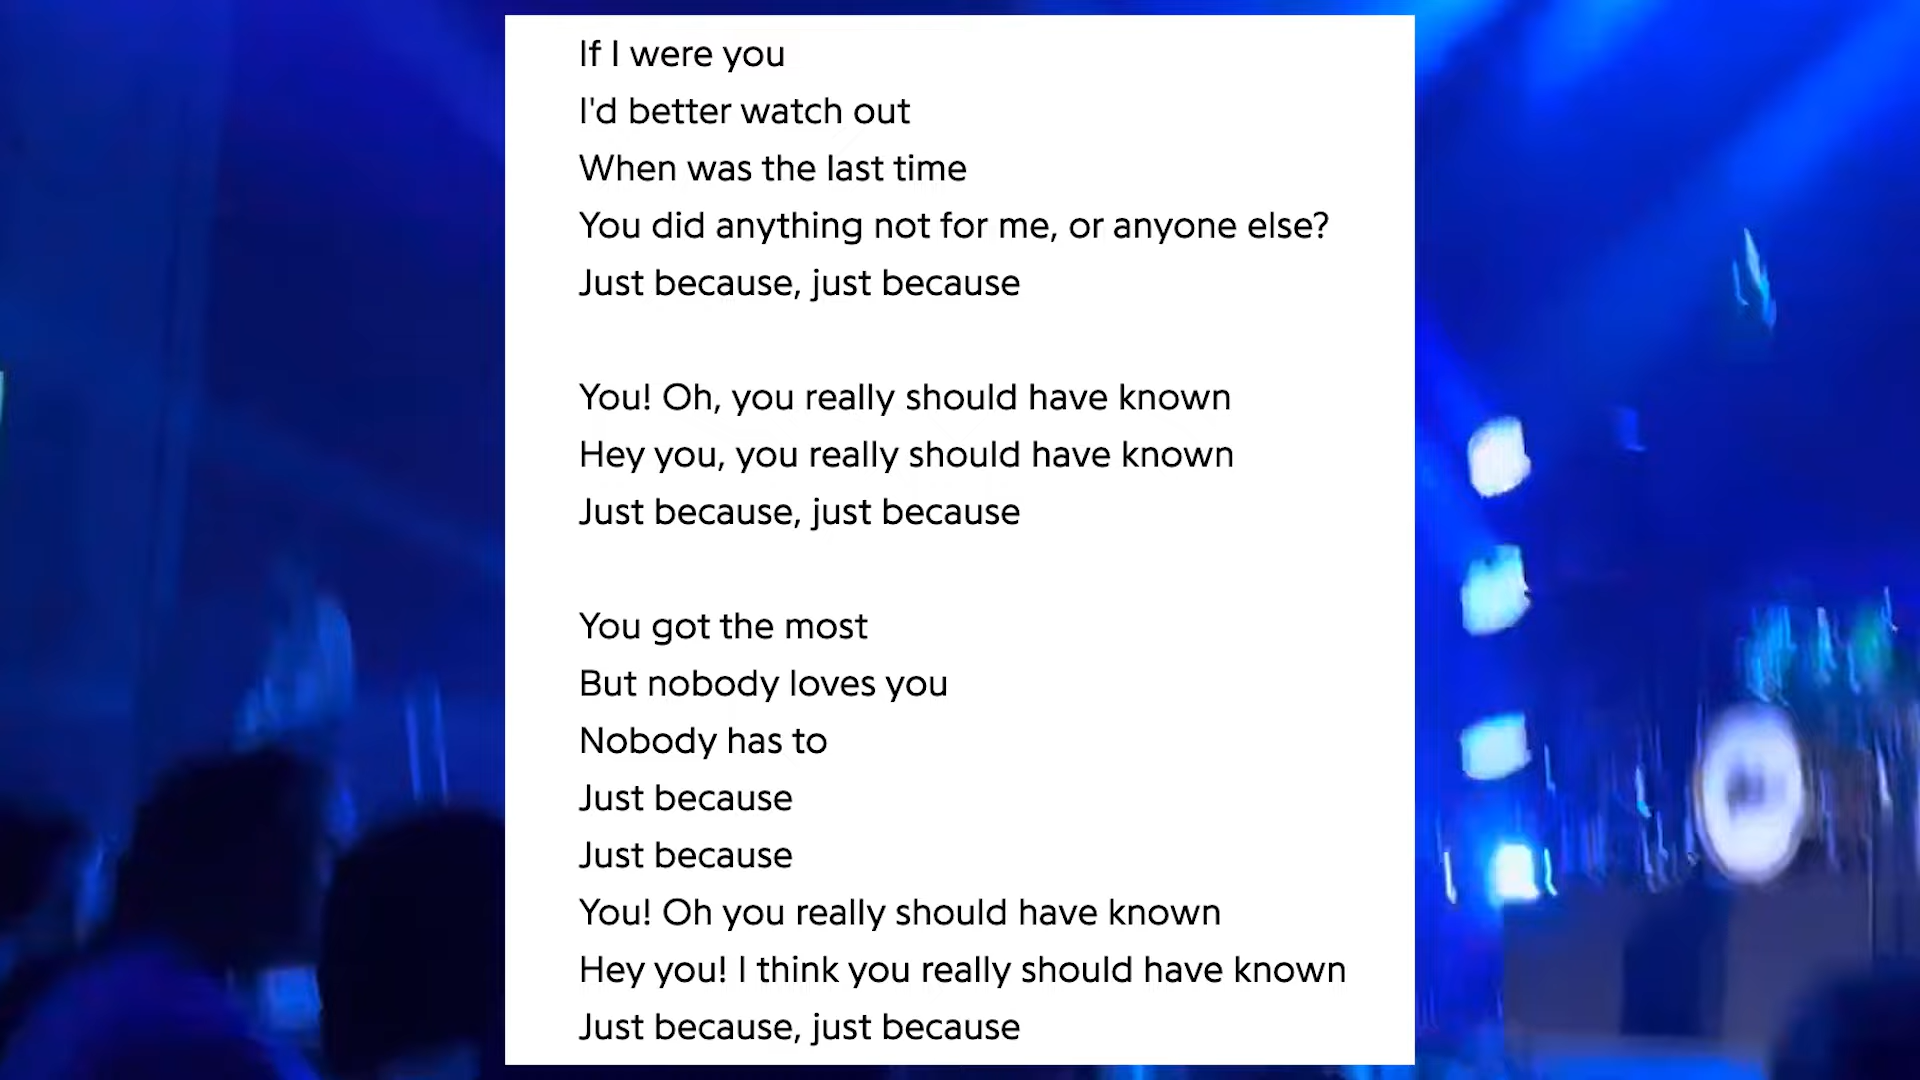 If I were you
I'd better watch out
When was the last time
You did anything not for me, or anyone else?
Just because, just because
You! Oh, you really should have known
Hey you, you really should have known
Just because, just because
You got the most
But nobody loves you
Nobody has to
Just because
Just because
You! Oh you really should have known
Hey you! I think you really should have known
Just because, just because